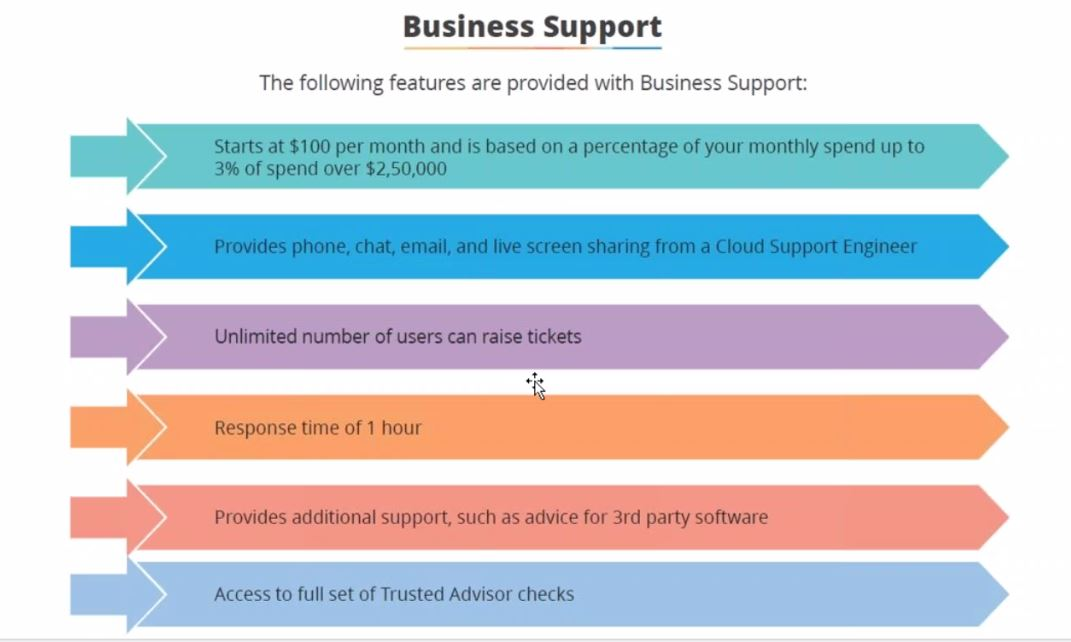 Business Support
The following features are provided with Business Support:
Starts at $100 per month and is based on a percentage of your monthly spend up to
3% of spend over $2,50,000
Provides phone, chat, email, and live screen sharing from a Cloud Support Engineer
Unlimited number of users can raise tickets
Response time of 1 hour
Provides additional support, such as advice for 3rd party software
Access to full set of Trusted Advisor checks